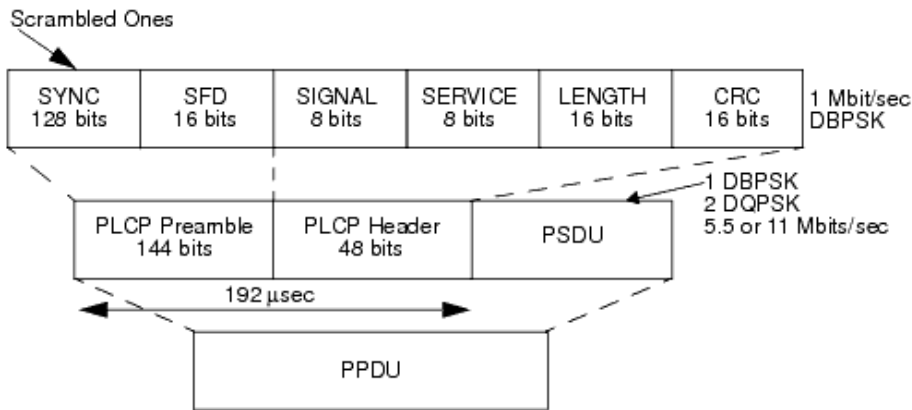 Scrambled Ones
SYNC
128 bits
SFD
16 bits
SIGNAL
8 bits
SERVICE
8 bits
LENGTH
16 bits
CRC
16 bits
1 Mbit/sec
DBPSK
1 DBPSK
2 DQPSK
5.5 or 11 Mbits/sec
PLCP Preamble
144 bits
PLCP Header
48 bits
PSDU
192 µsec
PPDU